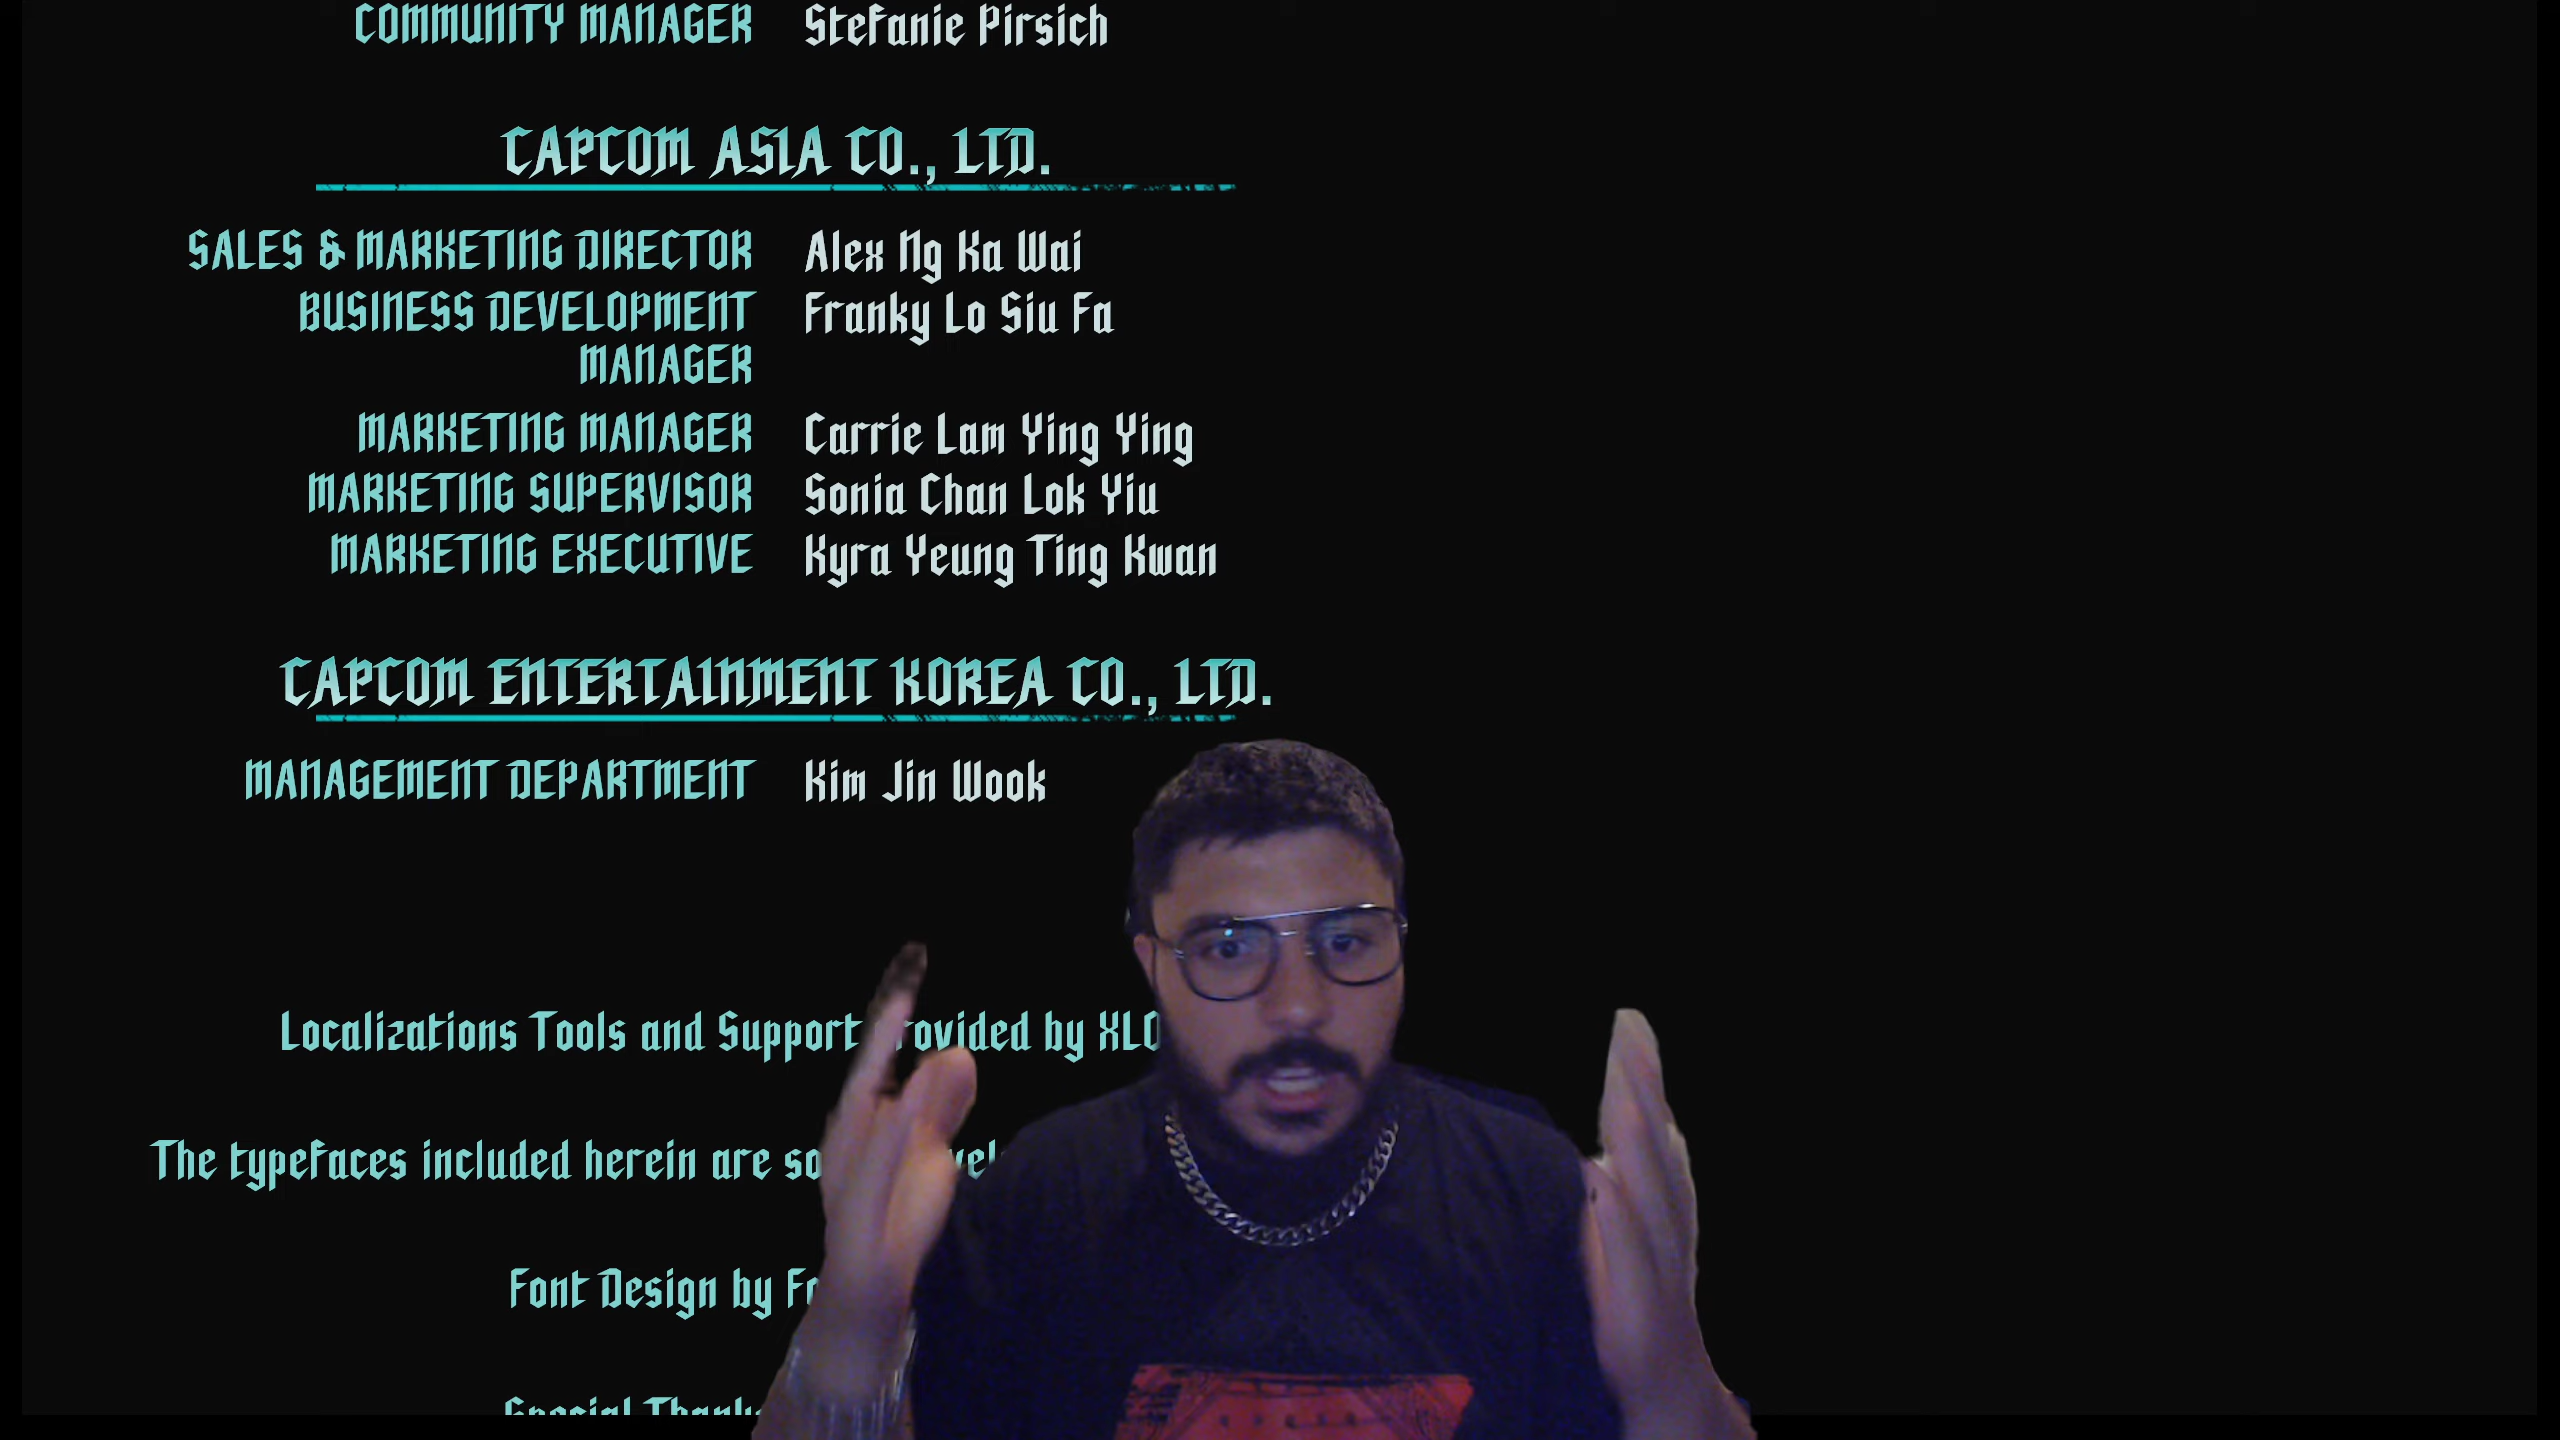 COMMUNITY MANAGER Stefanie Pirsich
CAPCOM ASIA CO., LTD.
SALES & MARKETING DIRECTOR Alex Ng Ka Wai
BUSINESS DEVELOPMENT Franky Lo Siu Fa
MANAGER
MARKETING MANAGER Carrie Lam Ying Ying
MARKETING SUPERVISOR Sonia Chan Lok Yiu
MARKETING EXECUTIVE Kyra Yeung Ting Kwan
CAPCOM ENTERTAINMENT KOREA CO., LTD.
MANAGEMENT DEPARTMENT Kim Jin Wook
Localizations Tools and Support by
The typefaces included herein are
Font Design by
Special